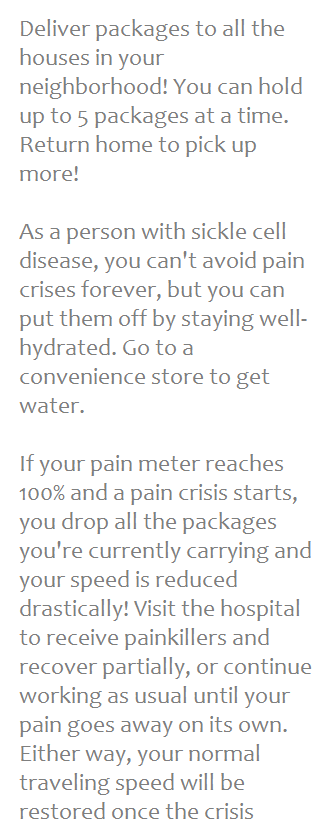 Deliver packages to all the
houses in your
neighborhood! You can hold
up to 5 packages at a time.
Return home to pick up
more!

As a person with sickle cell
disease, you can't avoid pain
crises forever, but you can
put them off by staying well-
hydrated. Go to a
convenience store to get
water.

If your pain meter reaches
100% and a pain crisis starts,
you drop all the packages
you're currently carrying and
your speed is reduced
drastically! Visit the hospital
to receive painkillers and
recover partially, or continue
working as usual until your
pain goes away on its own.
Either way, your normal
traveling speed will be
restored once the crisis